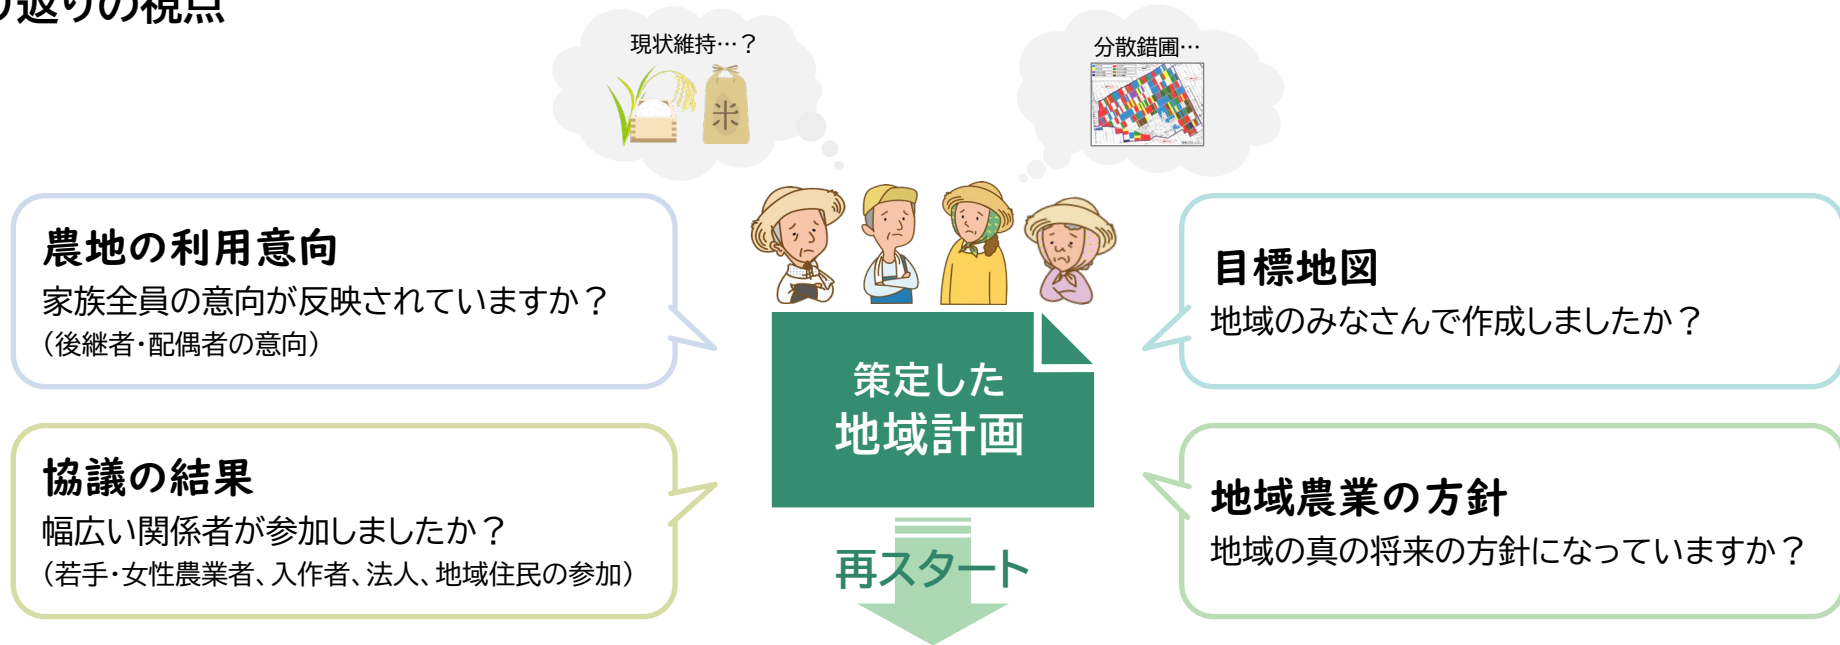 り返りの視点
現状維持…？
分散錯圃…
米
農地の利用意向
家族全員の意向が反映されていますか？
（後継者・配偶者の意向）
目標地図
地域のみなさんで作成しましたか？
策定した
地域計画
協議の結果
幅広い関係者が参加しましたか？
（若手・女性農業者、入作者、法人、地域住民の参加）
地域農業の方針
地域の真の将来の方針になっていますか？
再スタート